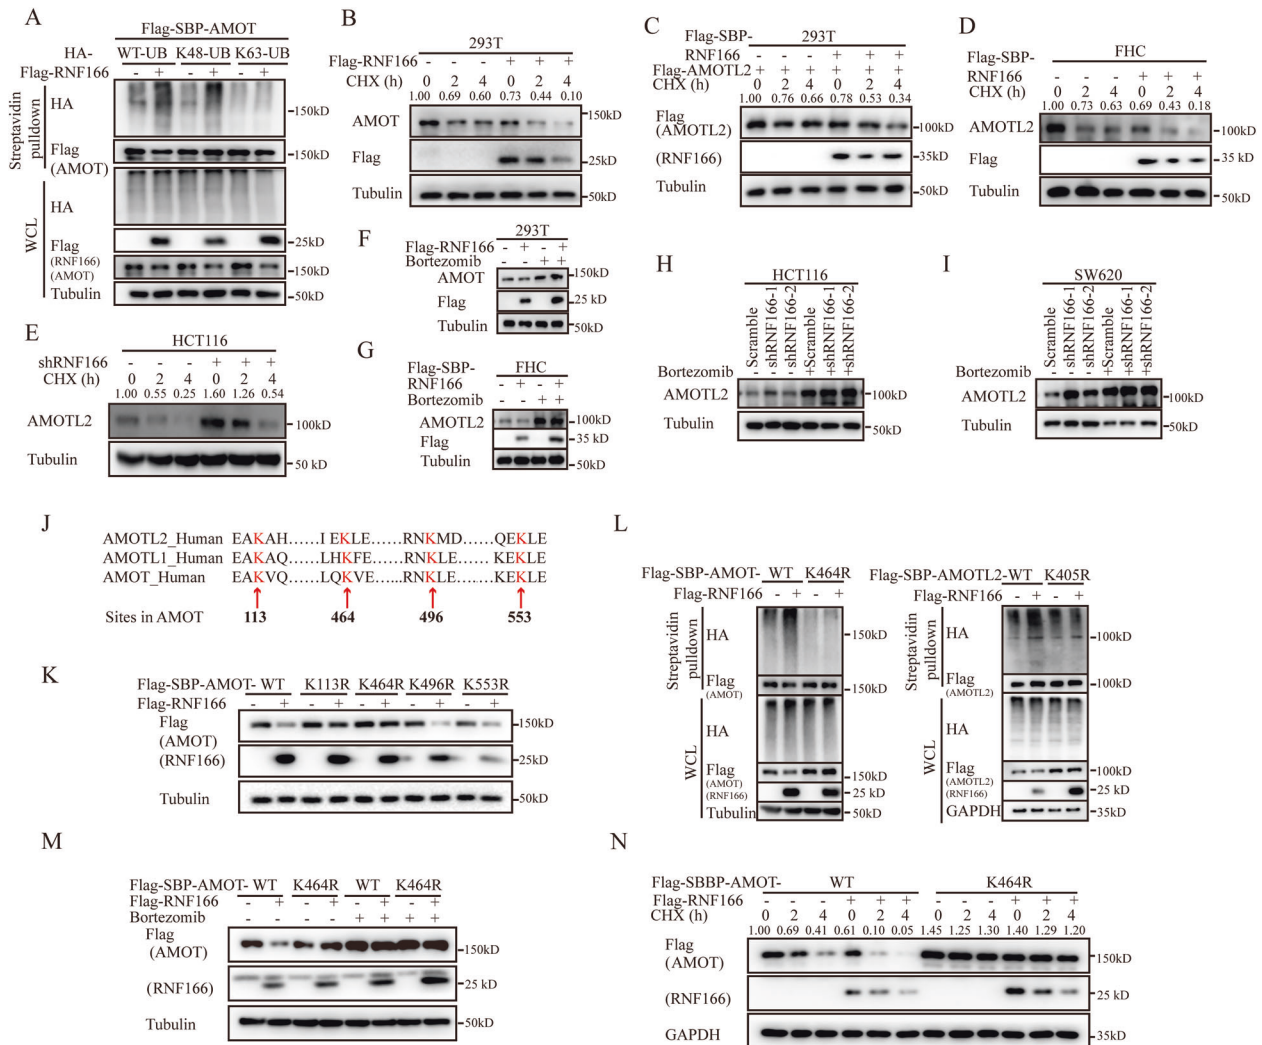 A
Flag-SBP-AMOT
HA- WT-UB K48-UB K63-UB
Flag-RNF166 - + - + - +
Streptavidin pulldown
HA
150kD
Flag (AMOT)
150kD
WCL
HA
Flag
25kD
(RNF166)
(AMOT)
150kD
Tubulin
50kD
B
293T
Flag-RNF166 - - - + + +
CHX (h) 0 2 4 0 2 4
1.00 0.69 0.60 0.73 0.44 0.10
AMOT
150kD
Flag
25kD
Tubulin
50kD
C
Flag-SBP-RNF166
293T
- - - + + +
Flag-AMOTL2 + + + + + +
CHX (h) 0 2 4 0 2 4
1.00 0.76 0.66 0.78 0.53 0.34
Flag (AMOTL2)
100kD
(RNF166)
35kD
Tubulin
50kD
D
FHC
Flag-SBP-RNF166 - - - + + +
CHX (h) 0 2 4 0 2 4
1.00 0.73 0.63 0.69 0.43 0.18
AMOTL2
100kD
Flag
35 kD
Tubulin
50kD
E
HCT116
shRNF166 - - - + + +
CHX (h) 0 2 4 0 2 4
1.00 0.55 0.25 1.60 1.26 0.54
AMOTL2
100kD
Tubulin
50 kD
F
293T
Flag-RNF166 - + - +
Bortezomib - - + +
AMOT
150kD
Flag
25 kD
Tubulin
50kD
G
Flag-SBP-RNF166
FHC
- + - +
Bortezomib - - + +
AMOTL2
100kD
Flag
35 kD
Tubulin
50kD
H
HCT116
Scramble shRNF166-1 shRNF166-2 Scramble shRNF166-1 shRNF166-2
Bortezomib - - - + + +
AMOTL2
100kD
Tubulin
50kD
I
SW620
Scramble shRNF166-1 shRNF166-2 Scramble shRNF166-1 shRNF166-2
Bortezomib - - - + + +
AMOTL2
100kD
Tubulin
50kD
J
AMOTL2_Human EAKAH......I EKLE......RNKMD......QEKLE
AMOTL1_Human EAKAQ......LHKFE......RNKLE......KEKLE
AMOT_Human EAKVQ......LQKVE......RNKLE......KEKLE
Sites in AMOT 113 464 496 553
K
Flag-SBP-AMOT- WT K113R K464R K496R K553R
Flag-RNF166 - + - + - + - + - +
Flag (AMOT)
150kD
(RNF166)
25kD
Tubulin
50kD
L
Flag-SBP-AMOT- WT K464R
Flag-RNF166 - + - +
Streptavidin pulldown
HA
150kD
Flag (AMOT)
150kD
WCL
HA
Flag
(AMOT)
150kD
(RNF166)
25 kD
Tubulin
50kD
Flag-SBP-AMOTL2-WT K405R
Flag-RNF166 - + - +
Streptavidin pulldown
HA
100kD
Flag (AMOTL2)
100kD
WCL
HA
Flag
(AMOTL2)
100kD
(RNF166)
25 kD
GAPDH
35kD
M
Flag-SBP-AMOT- WT K464R WT K464R
Flag-RNF166 - + - + - + - +
Bortezomib - - - - + + + +
Flag (AMOT)
150kD
(RNF166)
25 kD
Tubulin
50kD
N
Flag-SBBP-AMOT- WT K464R
Flag-RNF166 - - - + + + - - - + + +
CHX (h) 0 2 4 0 2 4 0 2 4 0 2 4
1.00 0.69 0.41 0.61 0.10 0.05 1.45 1.25 1.30 1.40 1.29 1.20
Flag (AMOT)
150kD
(RNF166)
25 kD
GAPDH
35kD